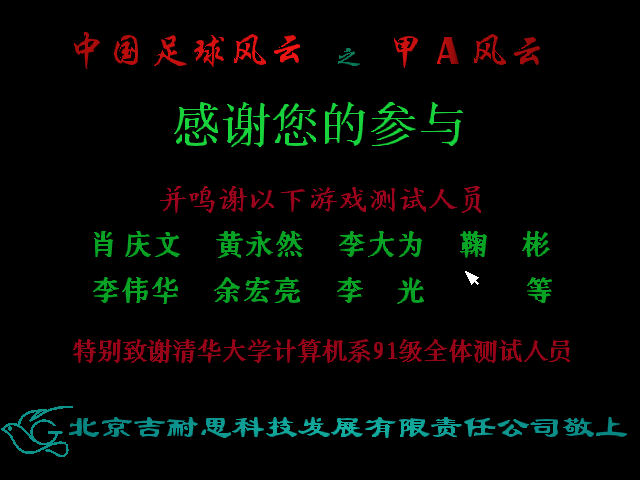 中国足球风云 之 甲A风云
感谢您的参与
并鸣谢以下游戏测试人员
肖庆文 黄永然 李大为 鞠 彬
李伟华 余宏亮 李 光 等
特别致谢清华大学计算机系91级全体测试人员
北京吉耐思科技发展有限责任公司敬上